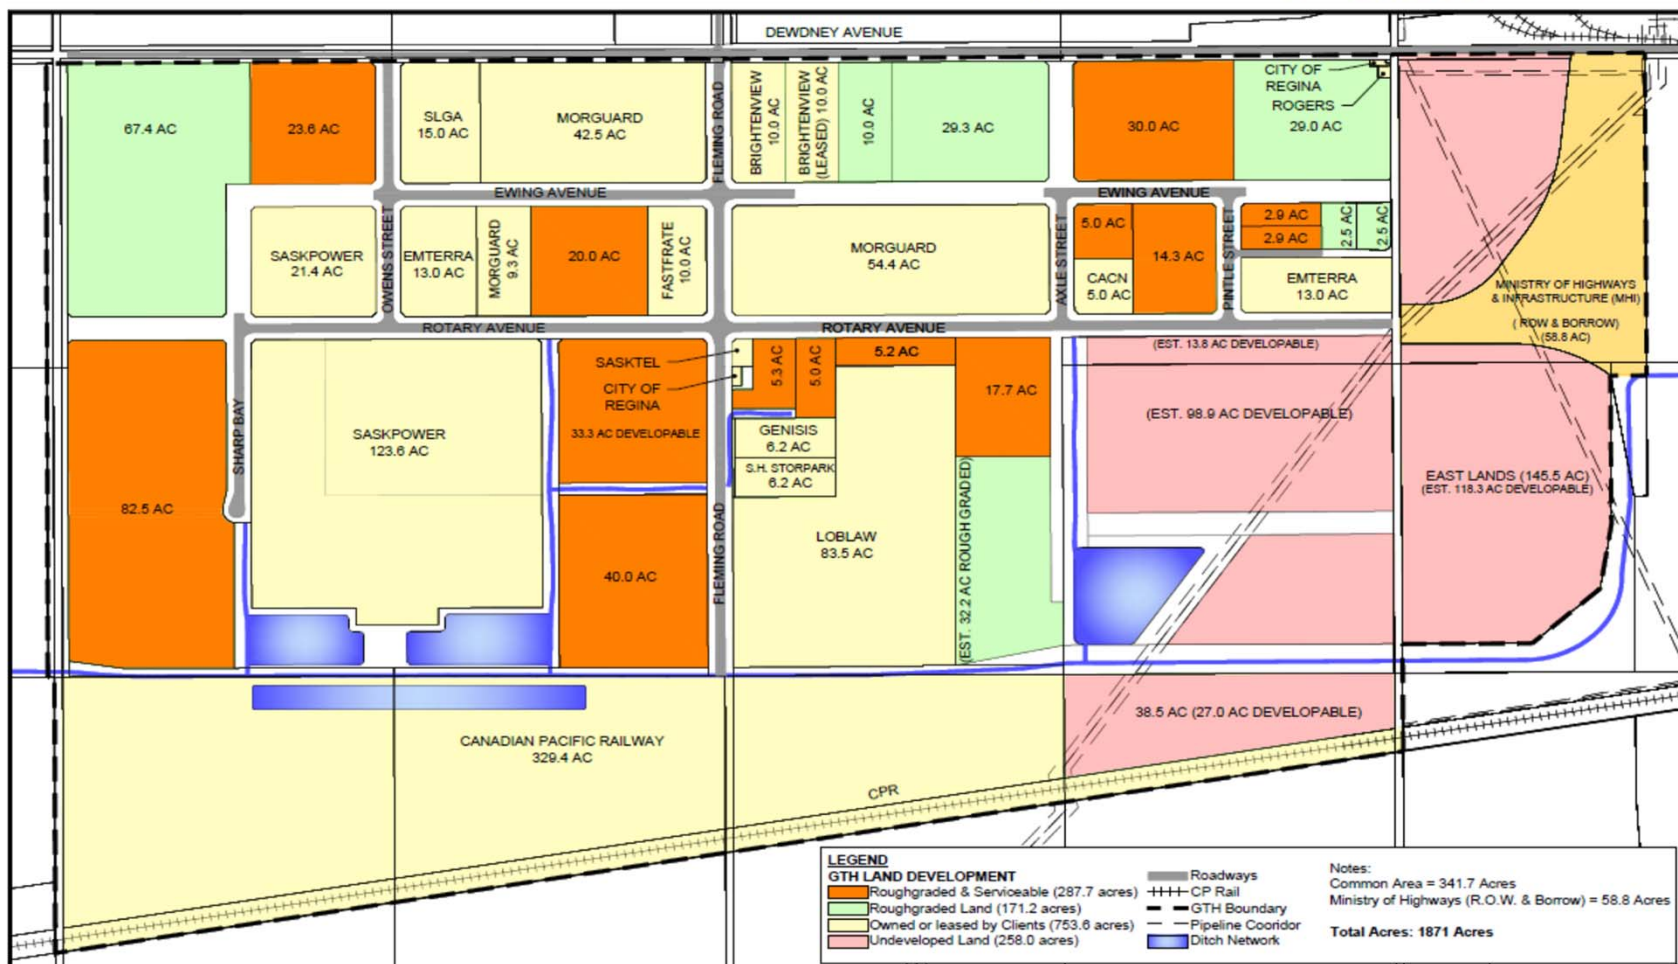 DEWDNEY AVENUE
67.4 AC
23.6 AC
SLGA
15.0 AC
MORGUARD
42.5 AC
FLEMING ROAD
BRIGHTENVIEW
10.0 AC
BRIGHTENVIEW
(LEASED) 10.0 AC
10.0 AC
29.3 AC
30.0 AC
CITY OF
REGINA
ROGERS
29.0 AC
EWING AVENUE
EWING AVENUE
SASKPOWER
21.4 AC
OWENS STREET
EMTERRA
13.0 AC
MORGUARD
9.3 AC
20.0 AC
FASTFRATE
10.0 AC
MORGUARD
54.4 AC
AXLE STREET
5.0 AC
CACN
5.0 AC
14.3 AC
PINTLE STREET
2.9 AC
2.9 AC
2.5 AC
2.5 AC
EMTERRA
13.0 AC
MINISTRY OF HIGHWAYS
& INFRASTRUCTURE (MHI)
( ROW & BORROW)
(58.8 AC)
ROTARY AVENUE
ROTARY AVENUE
82.5 AC
SHARP BAY
SASKPOWER
123.6 AC
SASKTEL
CITY OF
REGINA
33.3 AC DEVELOPABLE
40.0 AC
FLEMING ROAD
5.3 AC
5.0 AC
5.2 AC
17.7 AC
GENISIS
6.2 AC
S.H. STORPARK
6.2 AC
LOBLAW
83.5 AC
(EST. 32.2 AC ROUGH GRADED)
(EST. 13.8 AC DEVELOPABLE)
(EST. 98.9 AC DEVELOPABLE)
EAST LANDS (145.5 AC)
(EST. 118.3 AC DEVELOPABLE)
CANADIAN PACIFIC RAILWAY
329.4 AC
38.5 AC (27.0 AC DEVELOPABLE)
CPR
LEGEND
GTH LAND DEVELOPMENT
Roughgraded & Serviceable (287.7 acres)
Roughgraded Land (171.2 acres)
Owned or leased by Clients (753.6 acres)
Undeveloped Land (258.0 acres)
Roadways
CP Rail
GTH Boundary
Pipeline Cooridor
Ditch Network
Notes:
Common Area = 341.7 Acres
Ministry of Highways (R.O.W. & Borrow) = 58.8 Acres
Total Acres: 1871 Acres